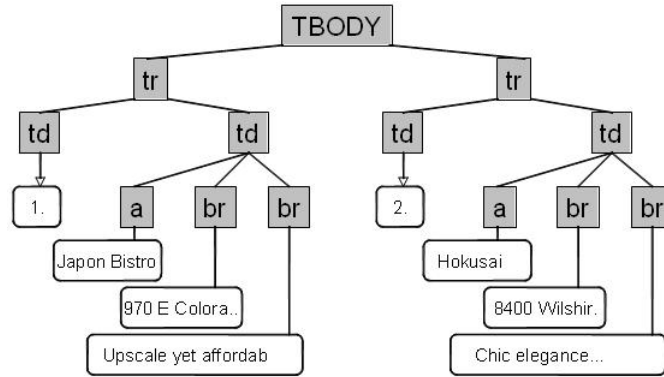 TBODY
tr tr
td td td td
1. a br br 2. a br br
Japon Bistro Hokusai
970 E Colora.. 8400 Wilshir.
Upscale yet affordab Chic elegance...